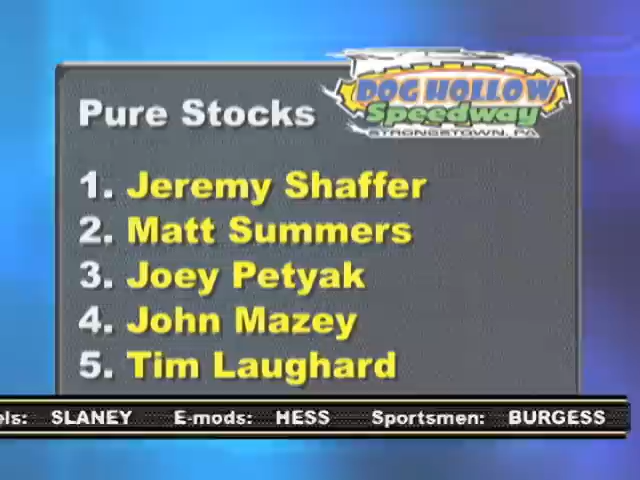 DOG HOLLOW
Speedway
STRONGSTOWN, PA
Pure Stocks
1. Jeremy Shaffer
2. Matt Summers
3. Joey Petyak
4. John Mazey
5. Tim Laughard
els: SLANEY E-mods: HESS Sportsmen: BURGESS